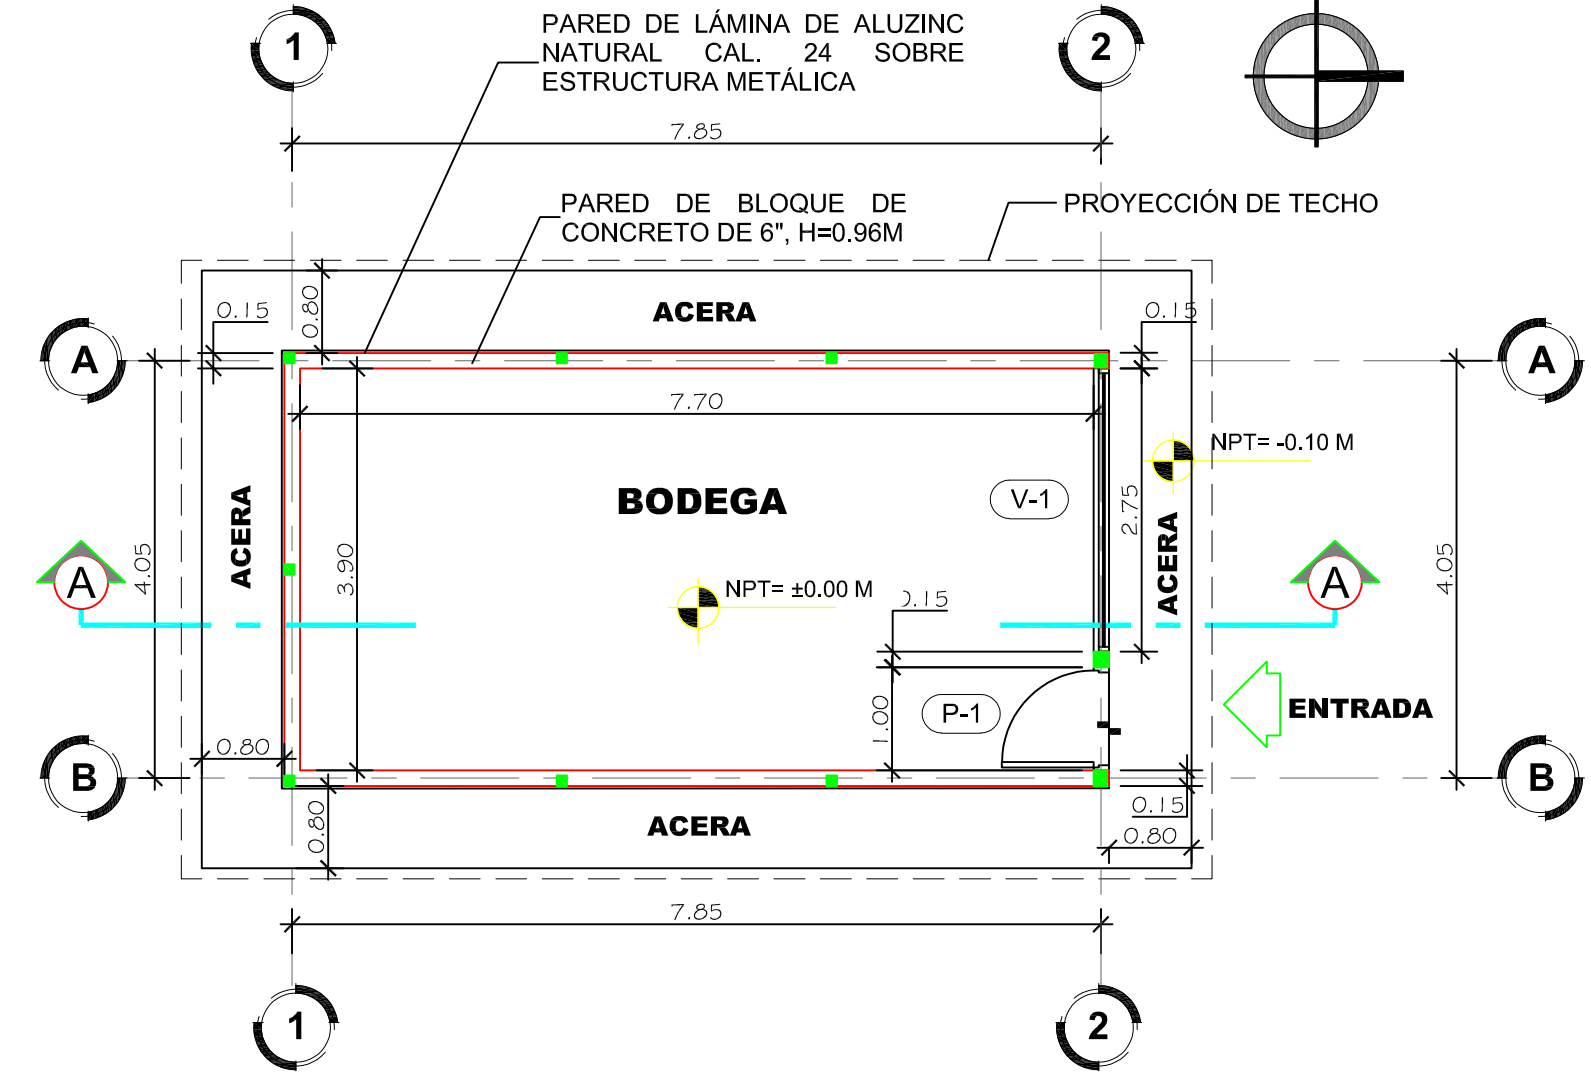 1
2
PARED DE LÁMINA DE ALUZINC
NATURAL CAL. 24 SOBRE
ESTRUCTURA METÁLICA
7.85
PARED DE BLOQUE DE
CONCRETO DE 6", H=0.96M
PROYECCIÓN DE TECHO
0.15
0.80
ACERA
0.15
A
A
7.70
NPT= -0.10 M
BODEGA
V-1
2.75
ACERA
ACERA
4.05
3.90
4.05
A
NPT= ±0.00 M
0.15
A
1.00
P-1
ENTRADA
0.80
B
B
0.80
ACERA
0.15
0.80
7.85
1
2